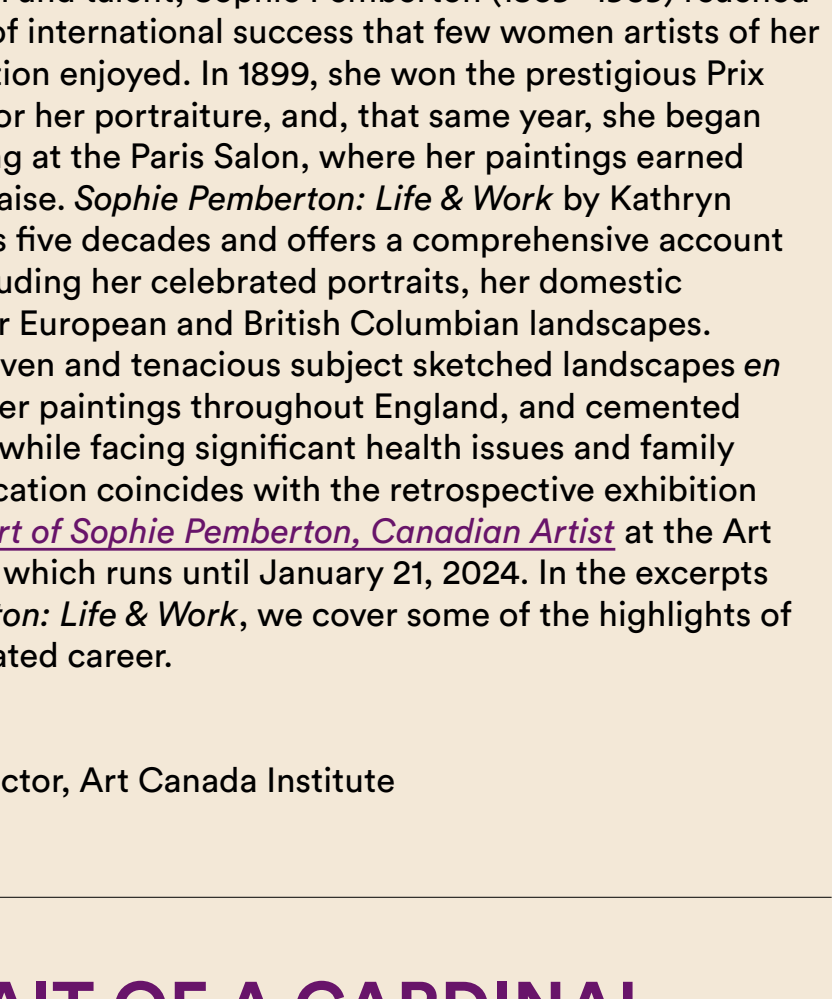 of international success that few women artists of her
tion enjoyed. In 1899, she won the prestigious Prix
or her portraiture, and, that same year, she began
ng at the Paris Salon, where her paintings earned
aise. Sophie Pemberton: Life & Work by Kathryn
s five decades and offers a comprehensive account
uding her celebrated portraits, her domestic
r European and British Columbian landscapes.
ven and tenacious subject sketched landscapes en
er paintings throughout England, and cemented
while facing significant health issues and family
cation coincides with the retrospective exhibition
rt of Sophie Pemberton, Canadian Artist at the Art
which runs until January 21, 2024. In the excerpts
ton: Life & Work, we cover some of the highlights of
ated career.
ctor, Art Canada Institute
AIT OF A CARDINAL